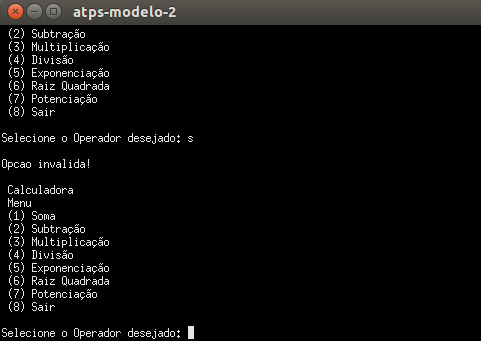 atps-modelo-2
(2) Subtração
(3) Multiplicação
(4) Divisão
(5) Exponenciação
(6) Raiz Quadrada
(7) Potenciação
(8) Sair
Selecione o Operador desejado: s
Opcao invalida!
Calculadora
Menu
(1) Soma
(2) Subtração
(3) Multiplicação
(4) Divisão
(5) Exponenciação
(6) Raiz Quadrada
(7) Potenciação
(8) Sair
Selecione o Operador desejado: